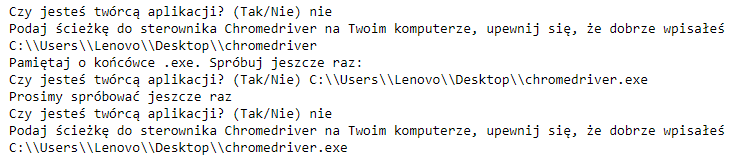 Czy jesteś twórcą aplikacji? (Tak/Nie) nie
Podaj ścieżkę do sterownika Chromedriver na Twoim komputerze, upewnij się, że dobrze wpisałeś
C:\\Users\\Lenovo\\Desktop\\chromedriver
Pamiętaj o końcówce .exe. Spróbuj jeszcze raz:
Czy jesteś twórcą aplikacji? (Tak/Nie) C:\\Users\\Lenovo\\Desktop\\chromedriver.exe
Prosimy spróbować jeszcze raz
Czy jesteś twórcą aplikacji? (Tak/Nie) nie
Podaj ścieżkę do sterownika Chromedriver na Twoim komputerze, upewnij się, że dobrze wpisałeś
C:\\Users\\Lenovo\\Desktop\\chromedriver.exe